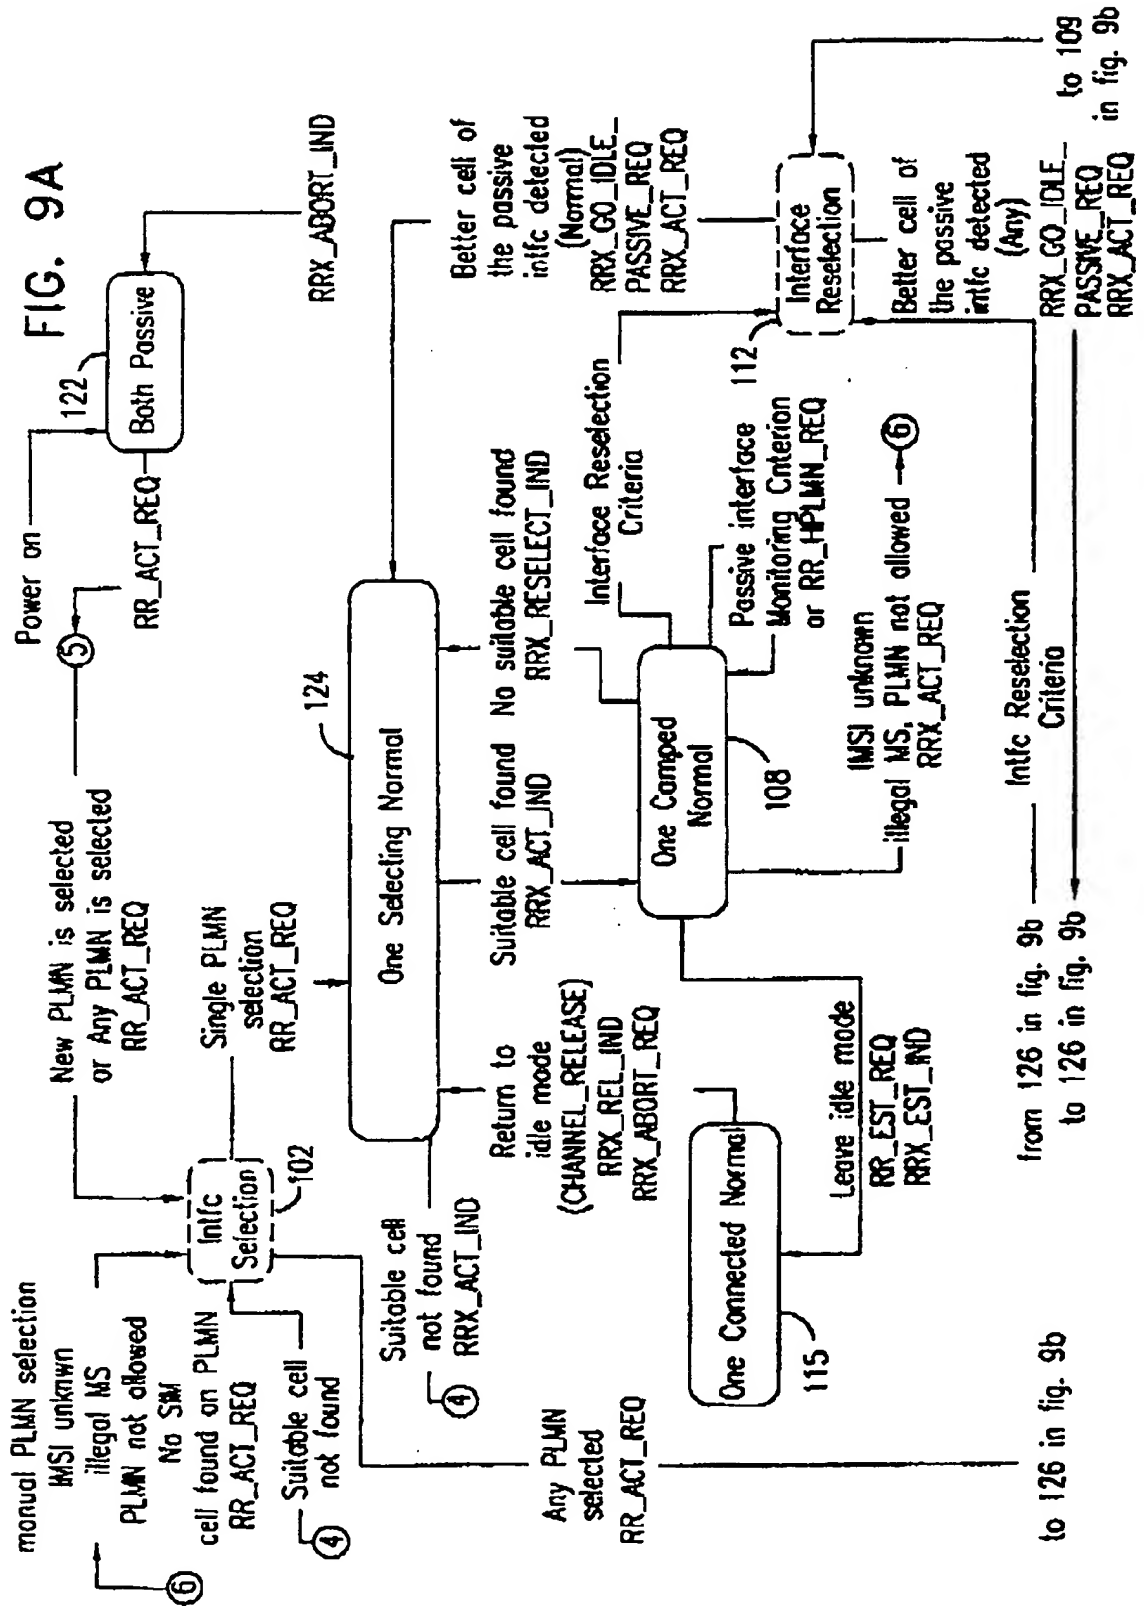 FIG. 9A
Power on
122
Both Passive
RRX_ABORT_IND
RR_ACT_REQ
5
New PLMN is selected
or Any PLMN is selected
RR_ACT_REQ
manual PLMN selection
IMSI unknwn
illegal MS
PLMN not allowed
No SIM
cell found on PLMN
RR_ACT_REQ
6
Suitable cell
not found
4
Intfc
Selection
102
Single PLMN
selection
RR_ACT_REQ
124
One Selecting Normal
Suitable cell
not found
RRX_ACT_IND
4
Any PLMN
selected
RR_ACT_REQ
to 126 in fig. 9b
Return to
idle mode
(CHANNEL_RELEASE)
RRX_REL_IND
RRX_ABORT_REQ
Suitable cell found
RRX_ACT_IND
No suitable cell found
RRX_RESELECT_IND
Better cell of
the passive
intfc detected
(Normal)
RRX_GO_IDLE_
PASSIVE_REQ
RRX_ACT_REQ
One Connected Normal
115
Leave idle mode
RR_EST_REQ
RRX_EST_IND
One Camped
Normal
108
Interface Reselection
Criteria
Passive interface
Monitoring Criterion
or RR_HPLMN_REQ
IMSI unknown
illegal MS, PLMN not allowed
RRX_ACT_REQ
6
112
Interface
Reselection
Better cell of
the passive
intfc detected
(Any)
RRX_GO_IDLE_
PASSIVE_REQ
RRX_ACT_REQ
to 109
in fig. 9b
from 126 in fig. 9b
Intfc Reselection
Criteria
to 126 in fig. 9b